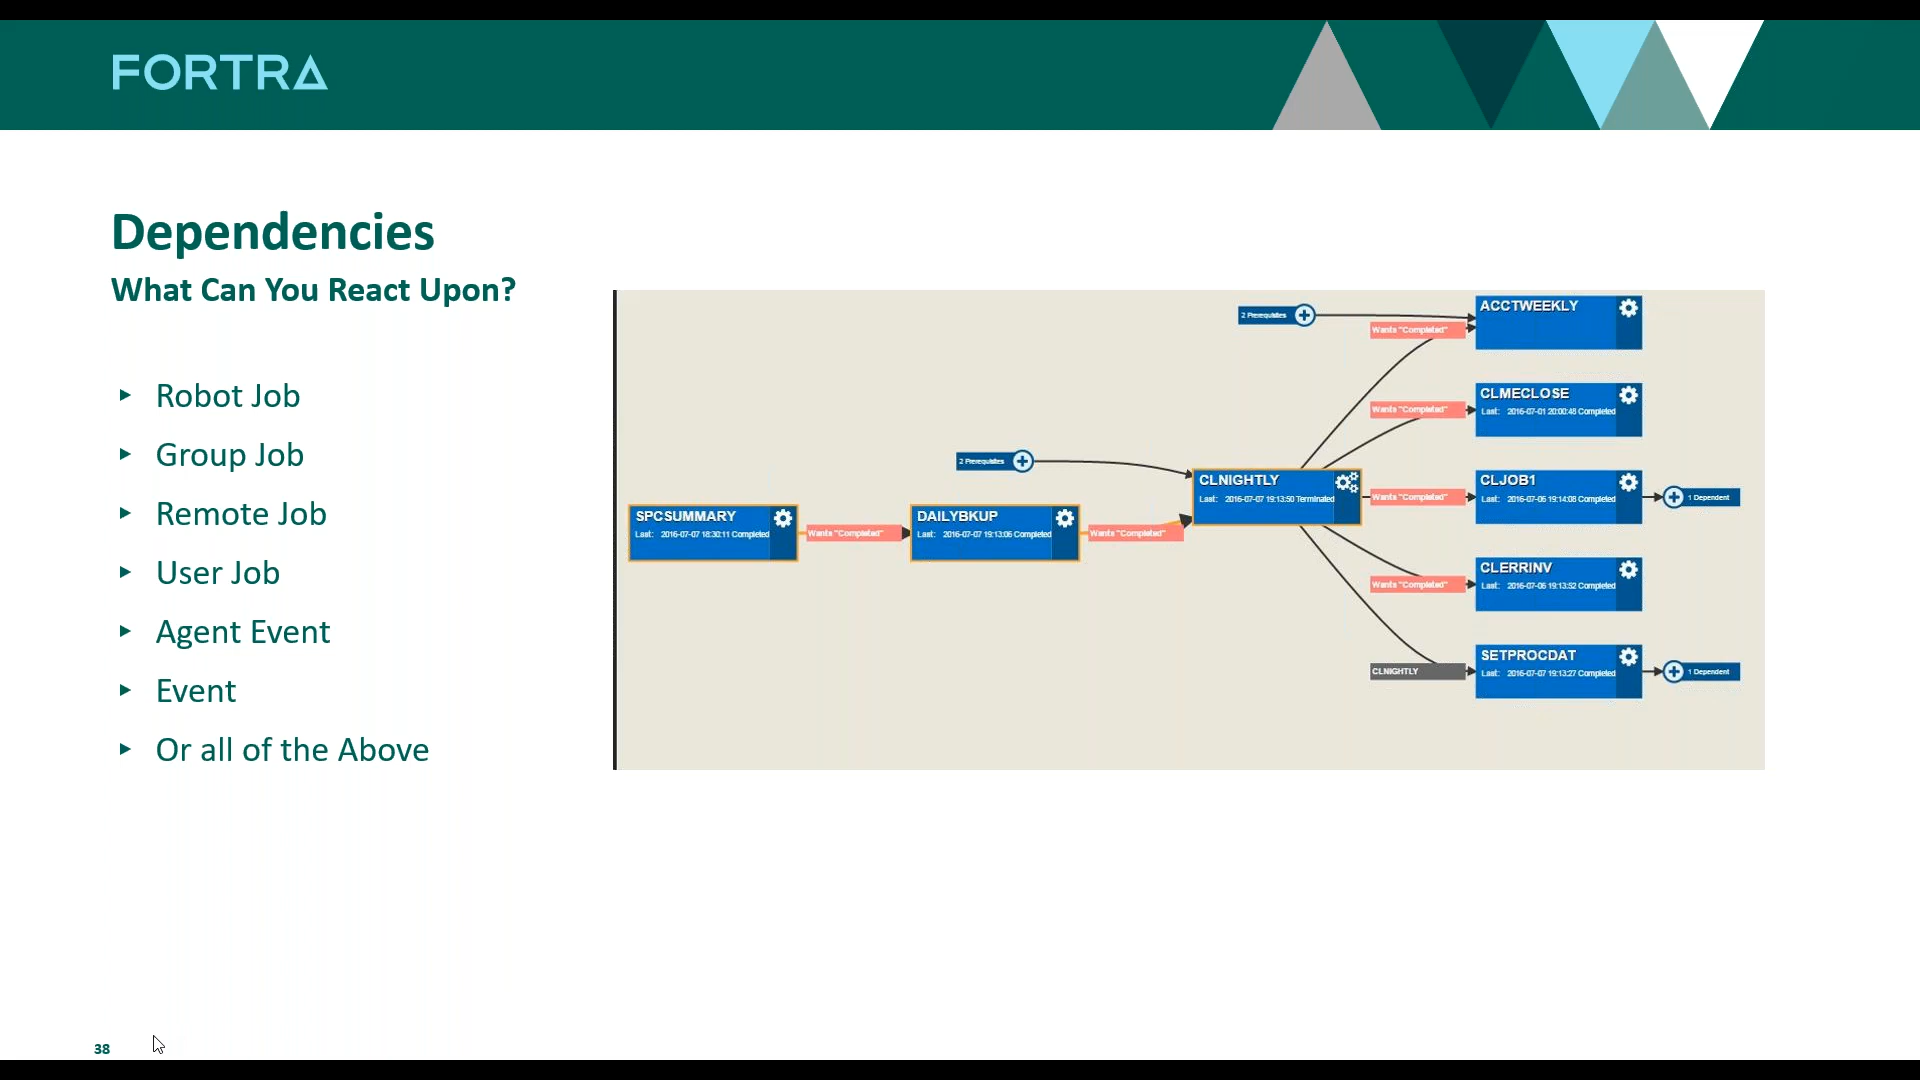 FORTRA
Dependencies
What Can You React Upon?
Robot Job
Group Job
Remote Job
User Job
Agent Event
Event
Or all of the Above
2 Prerequisites
Wants "Completed"
ACCTWEEKLY
Wants "Completed"
CLMECLOSE
Last: 2016-07-01 20:00:48 Completed
2 Prerequisites
CLNIGHTLY
Last: 2016-07-07 19:13:50 Terminated
Wants "Completed"
CLJOB1
Last: 2016-07-06 19:14:08 Completed
1 Dependent
SPCSUMMARY
Last: 2016-07-07 18:30:11 Completed
Wants "Completed"
DAILYBKUP
Last: 2016-07-07 19:13:06 Completed
Wants "Completed"
Wants "Completed"
CLERRINV
Last: 2016-07-06 19:13:52 Completed
CLNIGHTLY
SETPROCDAT
Last: 2016-07-07 19:13:27 Completed
1 Dependent
38